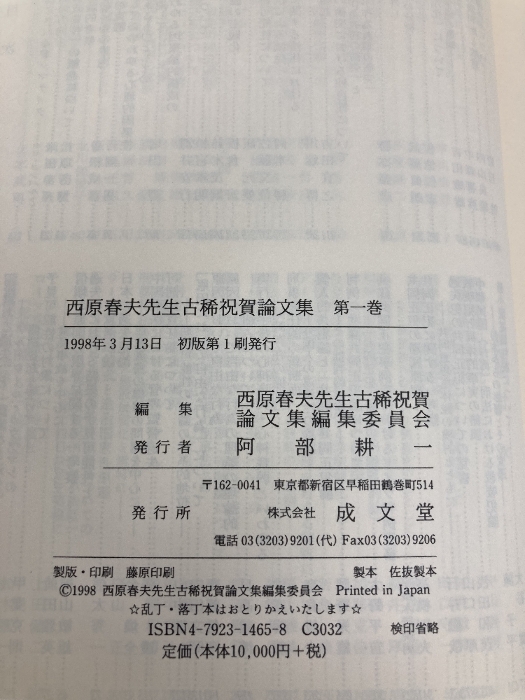 西原春夫先生古稀祝賀論文集　第一巻
1998年3月13日　初版第1刷発行
編集　西原春夫先生古稀祝賀
論文集編集委員会
発行者　阿部耕一
〒162-0041　東京都新宿区早稲田鶴巻町514
発行所　株式会社　成文堂
電話 03(3203)9201(代) Fax03(3203)9206
製版・印刷　藤原印刷　製本　佐抜製本
©1998 西原春夫先生古稀祝賀論文集編集委員会　Printed in Japan
☆乱丁・落丁本はおとりかえいたします☆
ISBN4-7923-1465-8　C3032　検印省略
定価(本体10,000円+税)